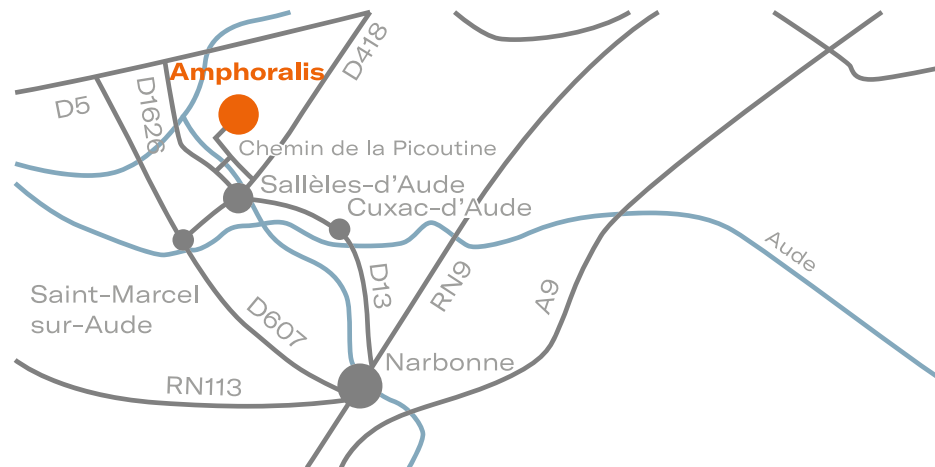 D418
Amphoralis
D5
D1626
Chemin de la Picoutine
Sallèles-d’Aude
Cuxac-d’Aude
Aude
D13
RN9
A9
Saint-Marcel
sur-Aude
D607
Narbonne
RN113